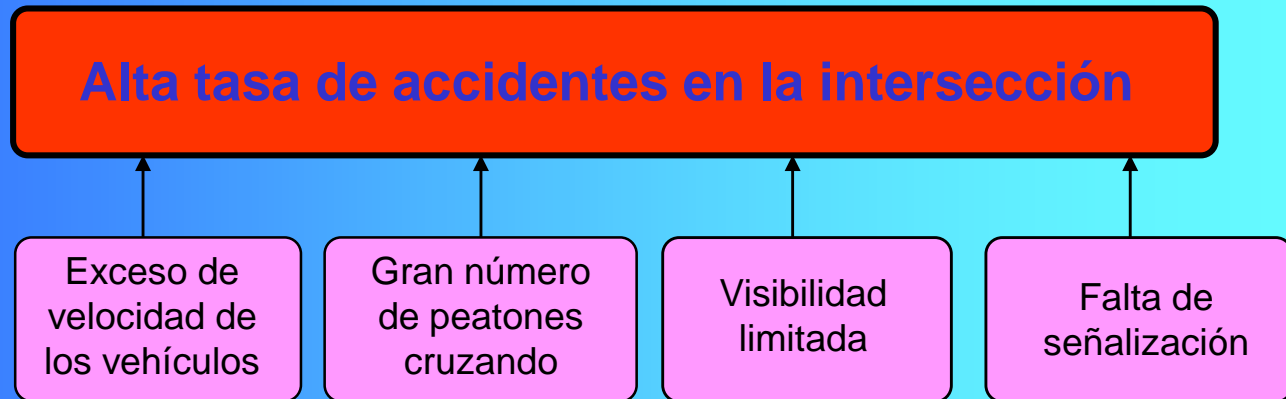 Alta tasa de accidentes en la intersección
Exceso de
velocidad de
los vehículos
Gran número
de peatones
cruzando
Visibilidad
limitada
Falta de
señalización